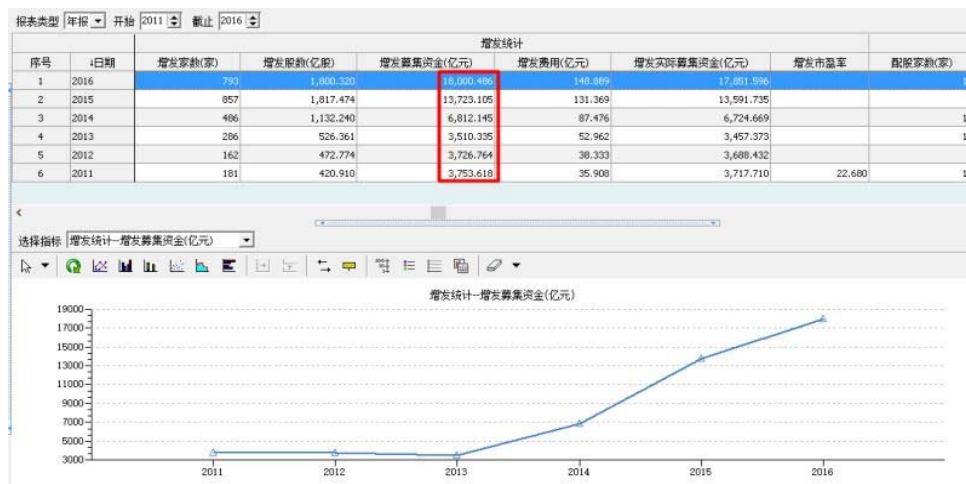 报表类型 年报 开始 2011 截止 2016
增发统计
序号 ↓日期 增发家数(家) 增发股数(亿股) 增发募集资金(亿元) 增发费用(亿元) 增发实际募集资金(亿元) 增发市盈率 配股家数(家)
1 2016 793 1,800.320 18,000.486 148.889 17,851.596 1
2 2015 857 1,817.474 13,723.105 131.369 13,591.735
3 2014 486 1,132.240 6,812.145 87.476 6,724.669 1
4 2013 286 526.361 3,510.335 52.962 3,457.373 1
5 2012 162 472.774 3,726.764 38.333 3,688.432
6 2011 181 420.910 3,753.618 35.908 3,717.710 22.680 1
选择指标 增发统计--增发募集资金(亿元)
增发统计--增发募集资金(亿元)
19000
17000
15000
13000
11000
9000
7000
5000
3000
2011 2012 2013 2014 2015 2016